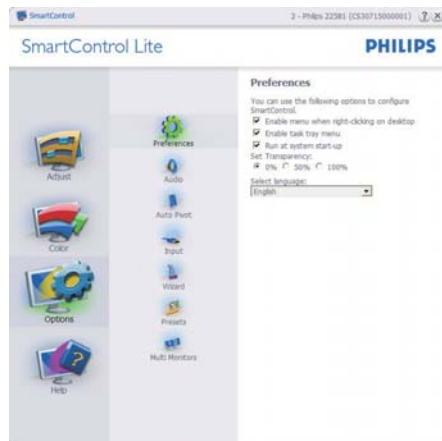 SmartControl
2 - Philips 225B1 (CS30715000001)
SmartControl Lite
PHILIPS
Adjust
Color
Options
Help
Preferences
Audio
Auto Pivot
Input
Wizard
Presets
Multi Monitors
Preferences
You can use the following options to configure
SmartControl.
Enable menu when right-clicking on desktop
Enable task tray menu
Run at system start-up
Set Transparency:
0% 50% 100%
Select language:
English